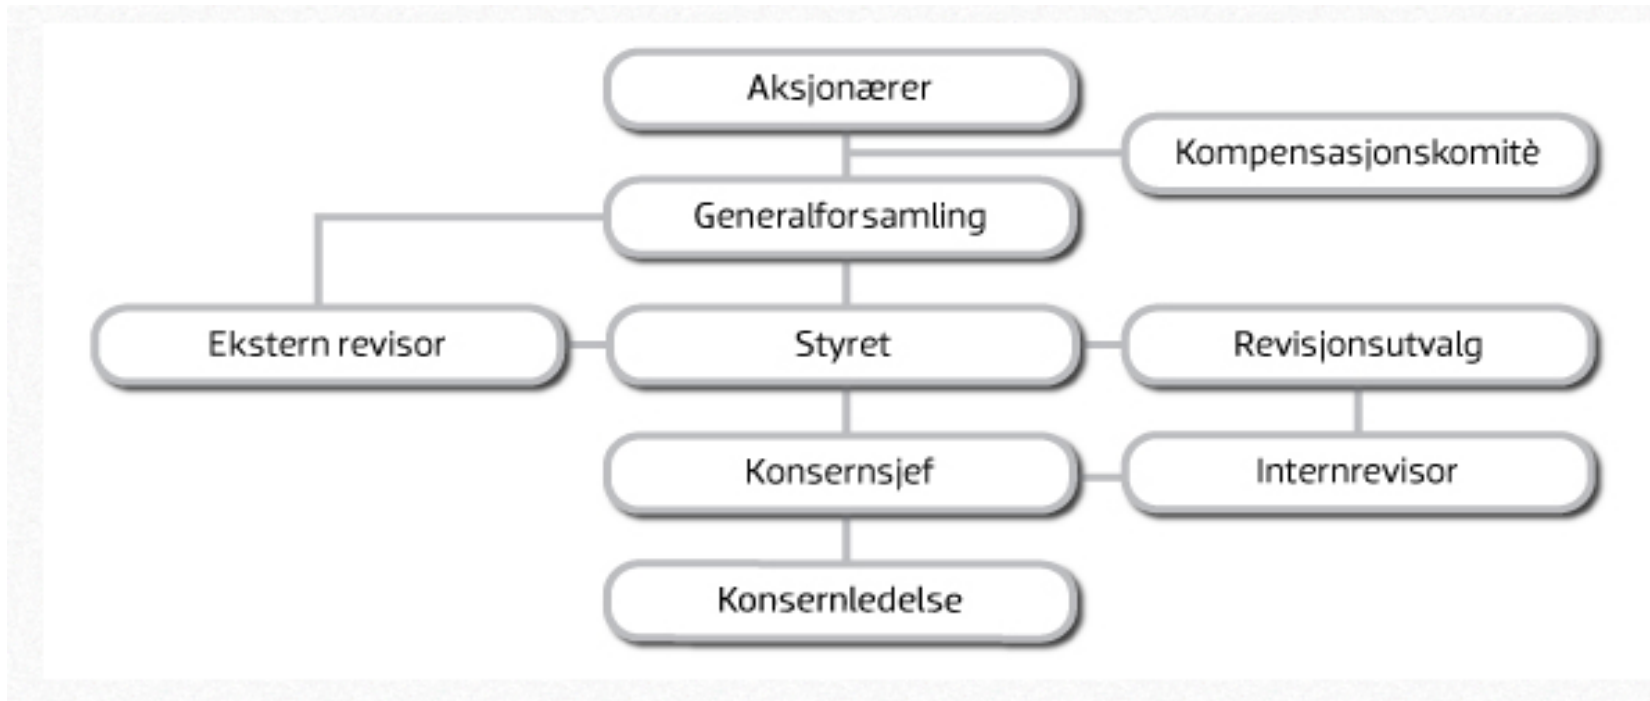 Aksjonærer
Kompensasjonskomitè
Generalforsamling
Ekstern revisor
Styret
Revisjonsutvalg
Konsernsjef
Internrevisor
Konsernledelse